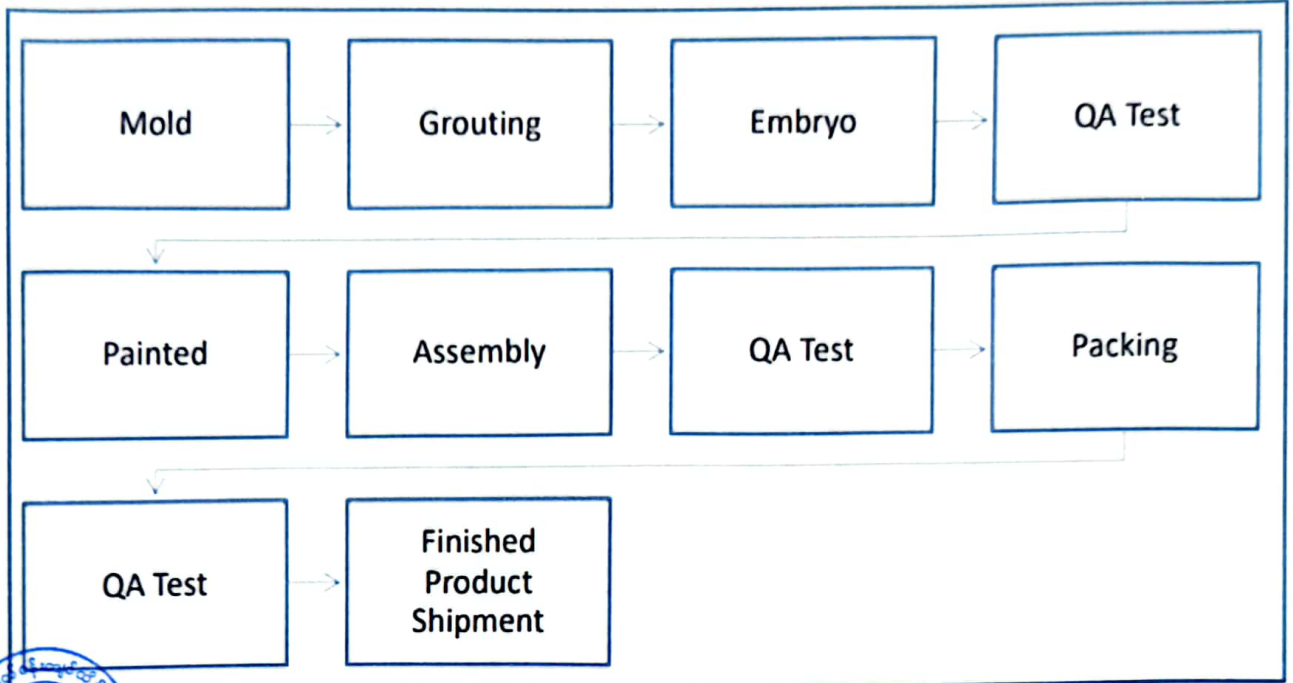 Mold
Grouting
Embryo
QA Test
Painted
Assembly
QA Test
Packing
QA Test
Finished
Product
Shipment